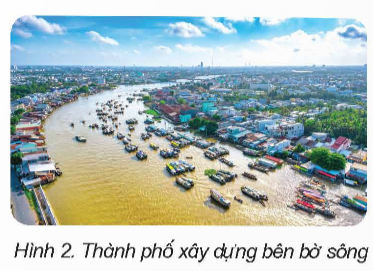 Hình 2. Thành phố xây dựng bên bờ sông